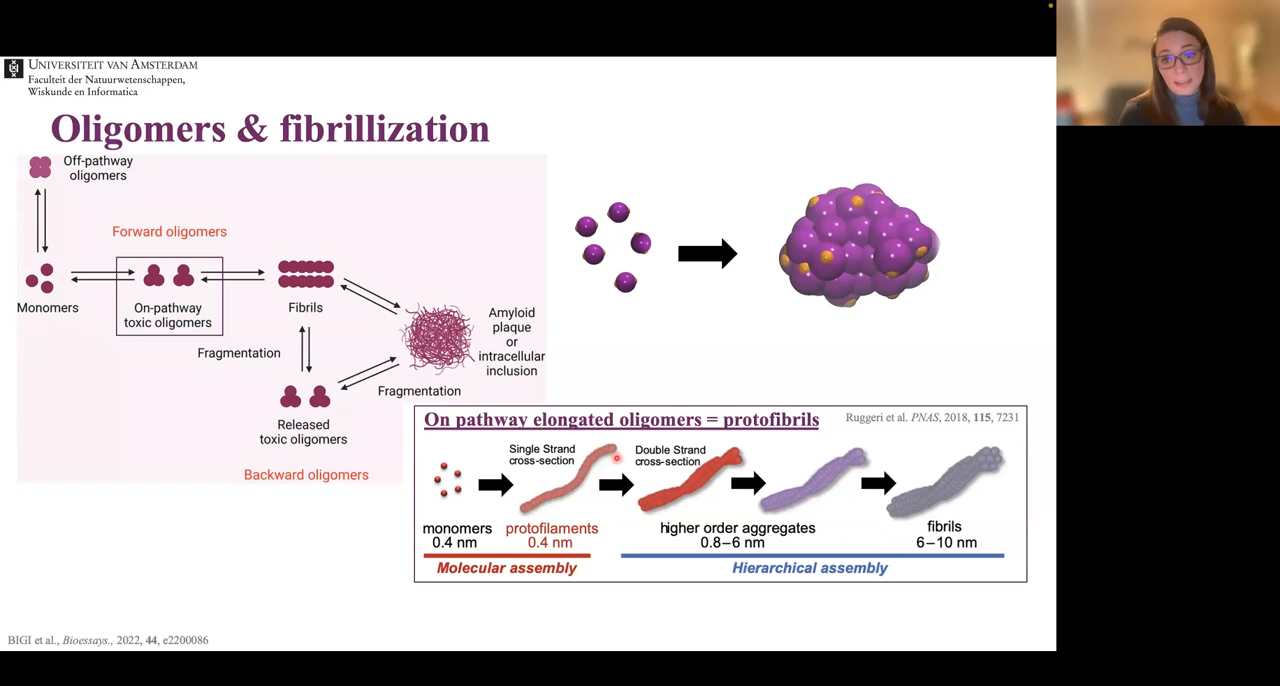 UNIVERSITEIT VAN AMSTERDAM
Faculteit der Natuurwetenschappen,
Wiskunde en Informatica
Oligomers & fibrillization
Off-pathway
oligomers
Forward oligomers
Monomers
On-pathway
toxic oligomers
Fibrils
Amyloid
plaque
or
intracellular
inclusion
Fragmentation
Fragmentation
Released
toxic oligomers
Backward oligomers
On pathway elongated oligomers = protofibrils
Ruggeri et al. PNAS, 2018, 115, 7231
Single Strand
cross-section
Double Strand
cross-section
monomers
0.4 nm
protofilaments
0.4 nm
higher order aggregates
0.8–6 nm
fibrils
6–10 nm
Molecular assembly
Hierarchical assembly
BIGI et al., Bioessays., 2022, 44, e2200086